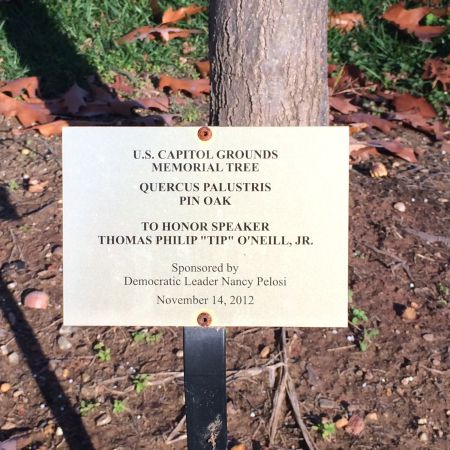 U.S. CAPITOL GROUNDS
MEMORIAL TREE
QUERCUS PALUSTRIS
PIN OAK
TO HONOR SPEAKER
THOMAS PHILIP "TIP" O'NEILL, JR.
Sponsored by
Democratic Leader Nancy Pelosi
November 14, 2012